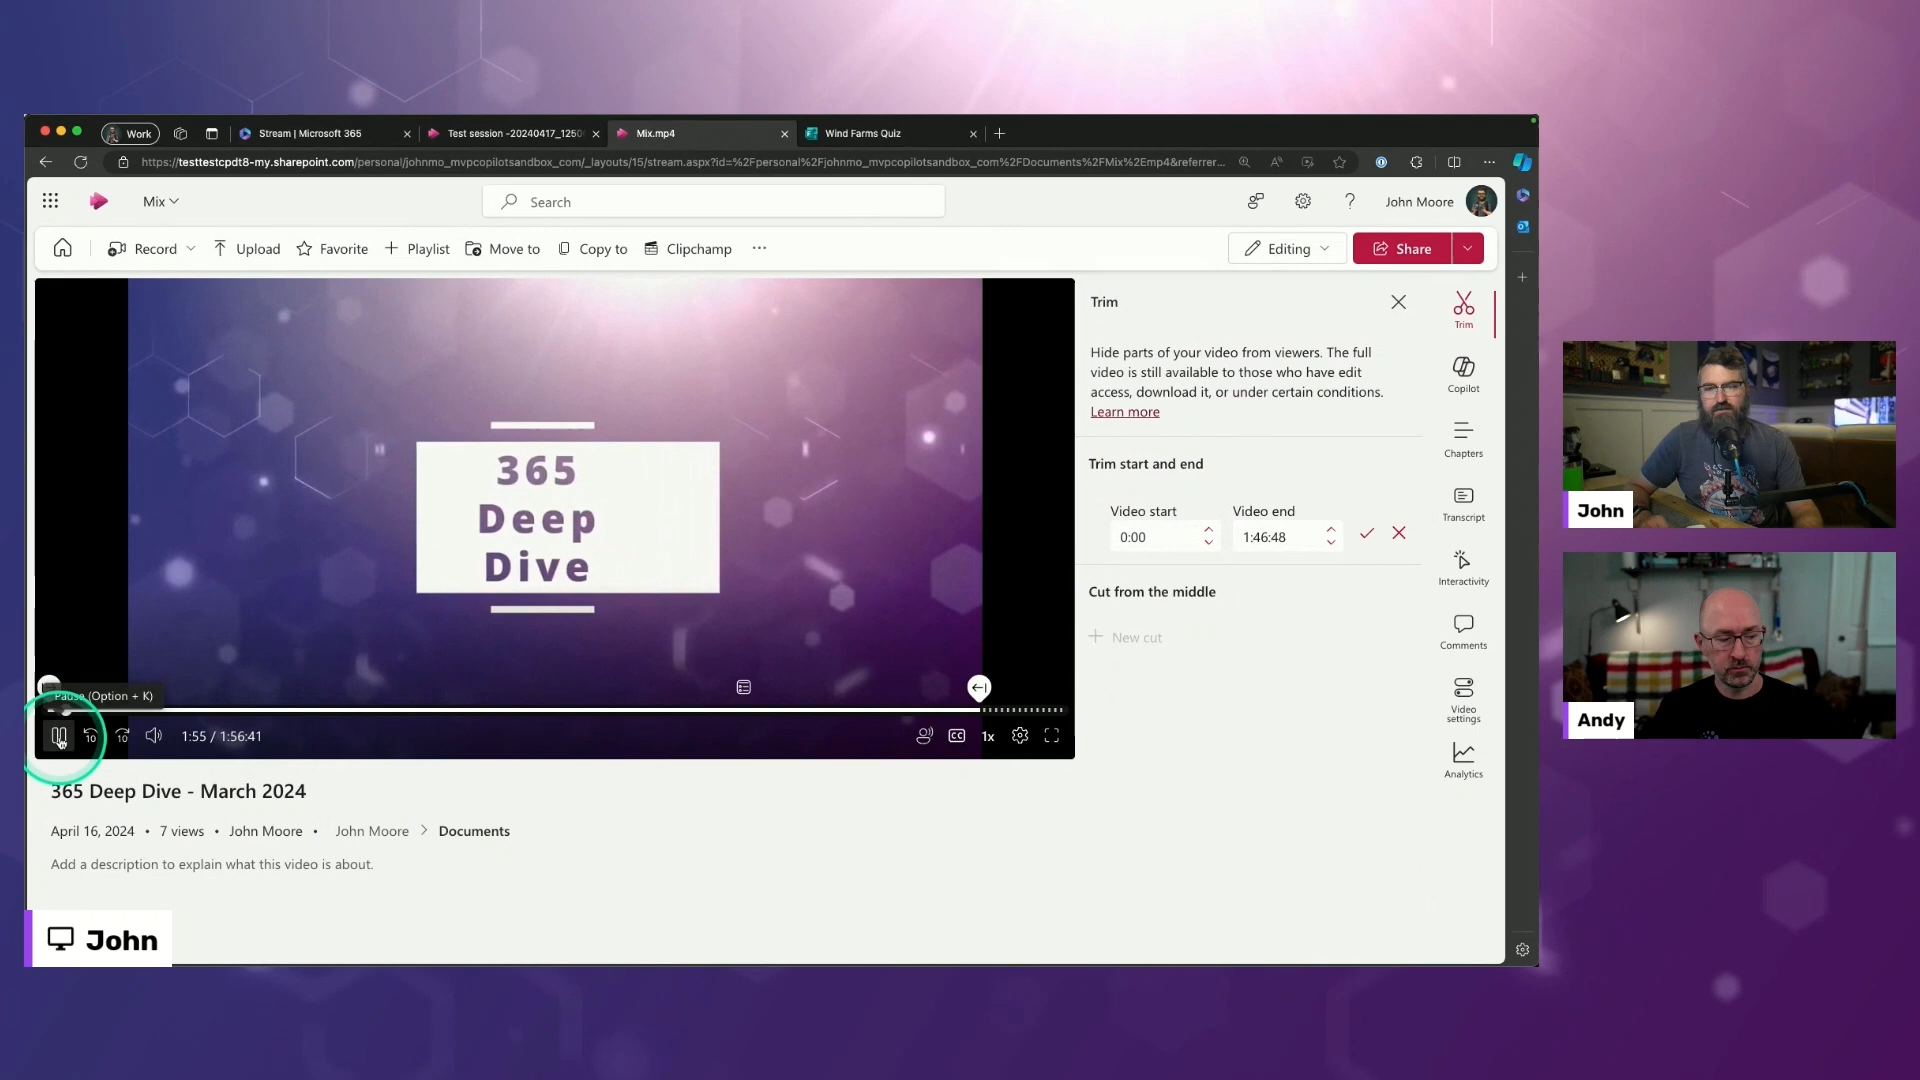 Work
Stream | Microsoft 365
Test session -20240417_1250
Mix.mp4
Wind Farms Quiz
https://testtestcpdt8-my.sharepoint.com/personal/johnmo_mvpcopilotsandbox_com/_layouts/15/stream.aspx?id=%2Fpersonal%2Fjohnmo_mvpcopilotsandbox_com%2FDocuments%2FMix%2Emp4&referrer...
Mix
Search
John Moore
Record
Upload
Favorite
Playlist
Move to
Copy to
Clipchamp
Editing
Share
365
Deep
Dive
Pause (Option + K)
10
10
1:55 / 1:56:41
CC
1x
Trim
Hide parts of your video from viewers. The full
video is still available to those who have edit
access, download it, or under certain conditions.
Learn more
Trim start and end
Video start
Video end
0:00
1:46:48
Cut from the middle
New cut
Trim
Copilot
Chapters
Transcript
Interactivity
Comments
Video
settings
Analytics
365 Deep Dive - March 2024
April 16, 2024 • 7 views • John Moore • John Moore > Documents
Add a description to explain what this video is about.
John
John
Andy